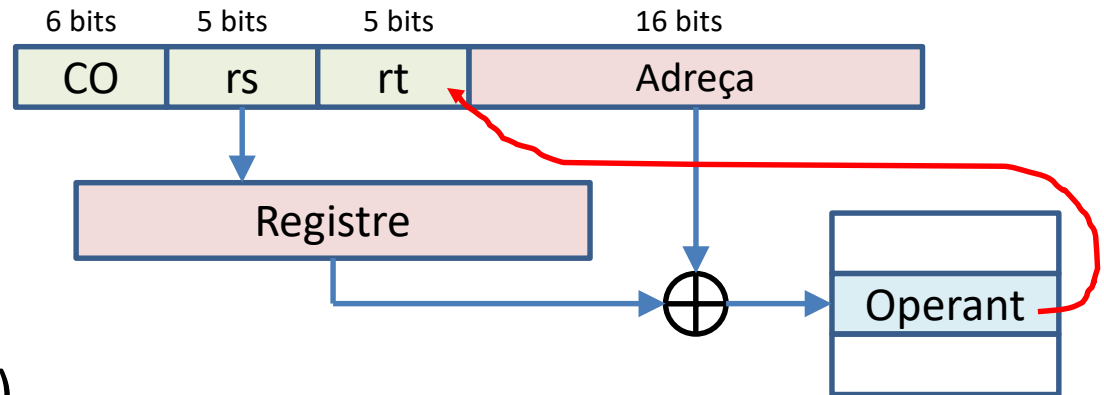 6 bits 5 bits 5 bits 16 bits
CO rs rt Adreça
Registre
Operant
)